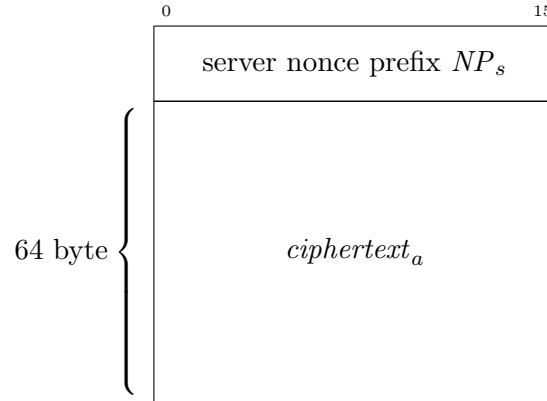 0 15
server nonce prefix NPₛ
64 byte
ciphertextₐ